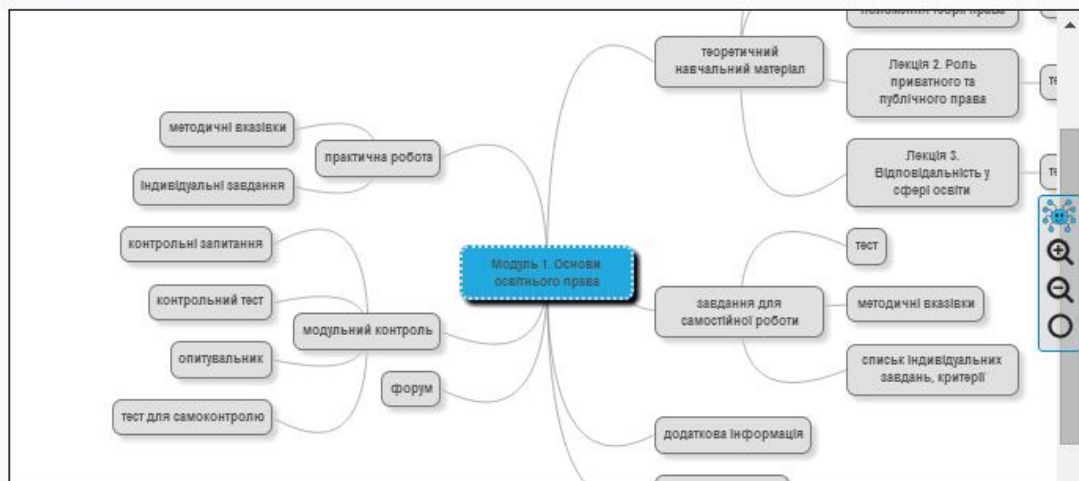 теоретичний
навчальний матеріал
Лекція 2. Роль
приватного та
публічного права
Лекція 3.
Відповідальність у
сфері освіти
методичні вказівки
практична робота
індивідуальні завдання
контрольні запитання
контрольний тест
модульний контроль
опитувальник
форум
тест для самоконтролю
Модуль 1. Основи
освітнього права
тест
завдання для
самостійної роботи
методичні вказівки
списьк індивідуальних
завдань, критерії
додаткова інформація